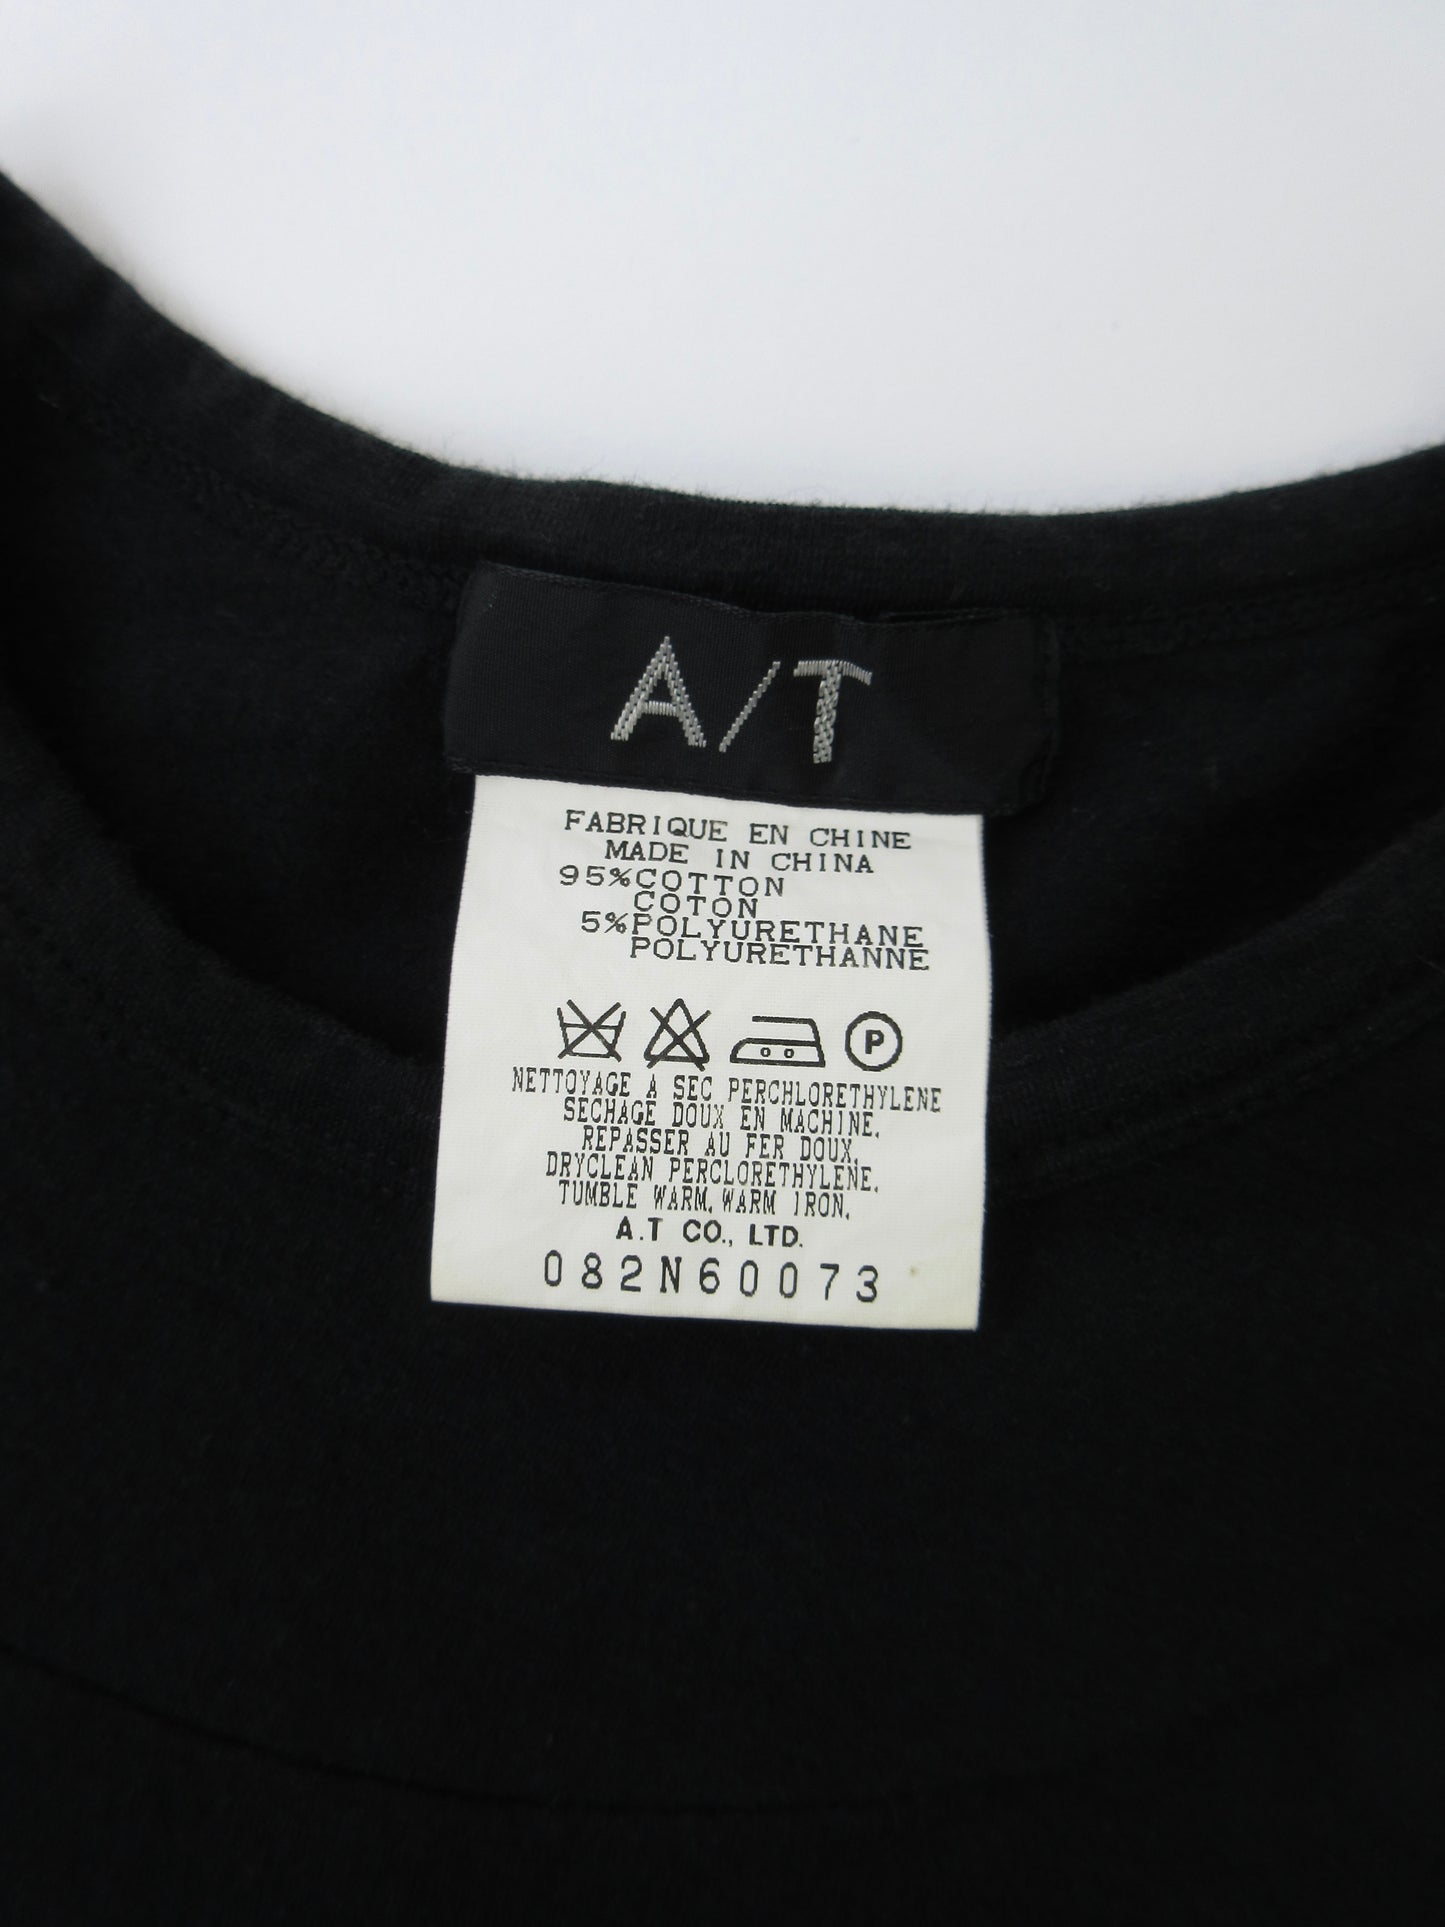 A/T
FABRIQUE EN CHINE
MADE IN CHINA
95%COTTON
COTON
5%POLYURETHANE
POLYURETHANNE
P
NETTOYAGE A SEC PERCHLORETHYLENE
SECHAGE DOUX EN MACHINE.
REPASSER AU FER DOUX.
DRYCLEAN PERCLORETHYLENE.
TUMBLE WARM.WARM IRON.
A.T CO., LTD.
082N60073